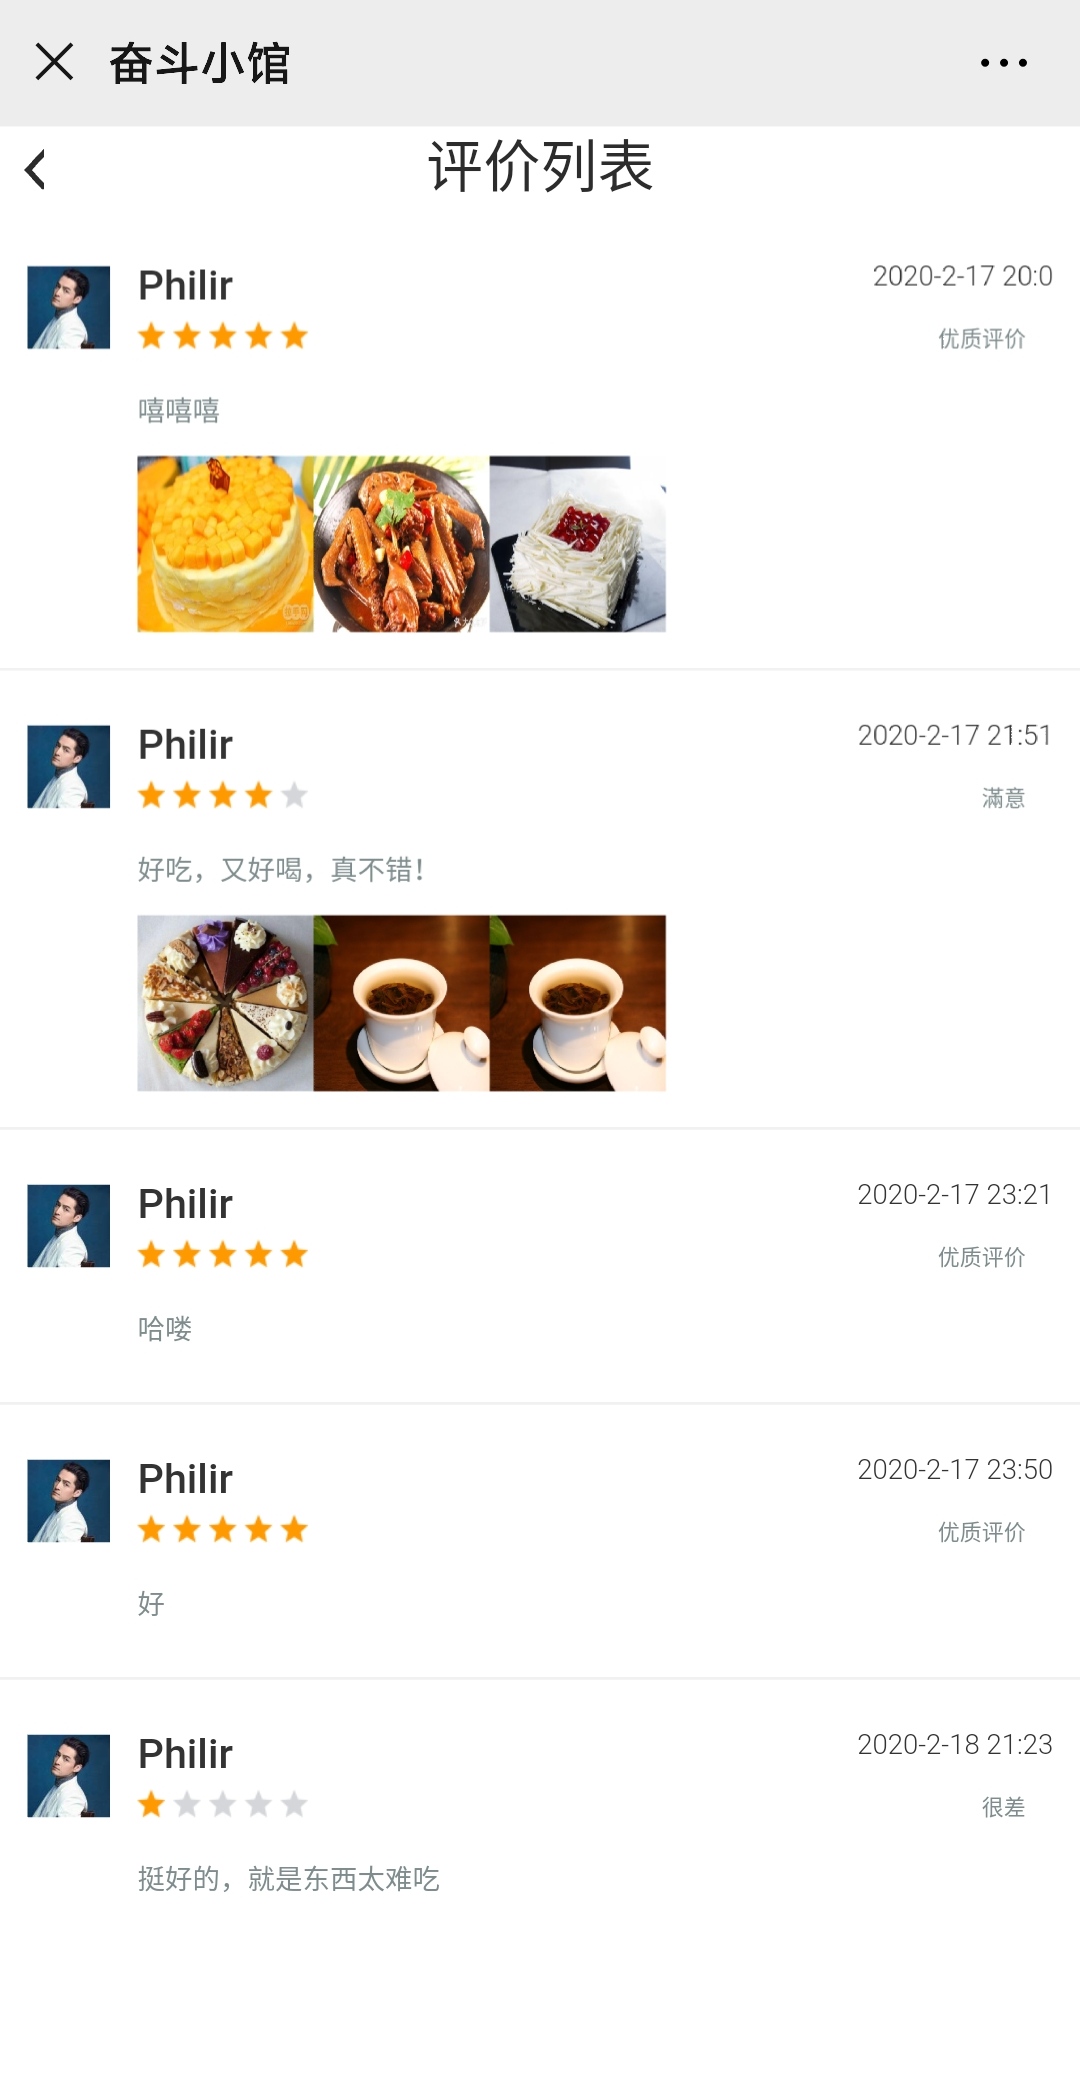 奋斗小馆
评价列表
Philir
2020-2-17 20:0
优质评价
嘻嘻嘻
Philir
2020-2-17 21:51
滿意
好吃，又好喝，真不错！
Philir
2020-2-17 23:21
优质评价
哈喽
Philir
2020-2-17 23:50
优质评价
好
Philir
2020-2-18 21:23
很差
挺好的，就是东西太难吃